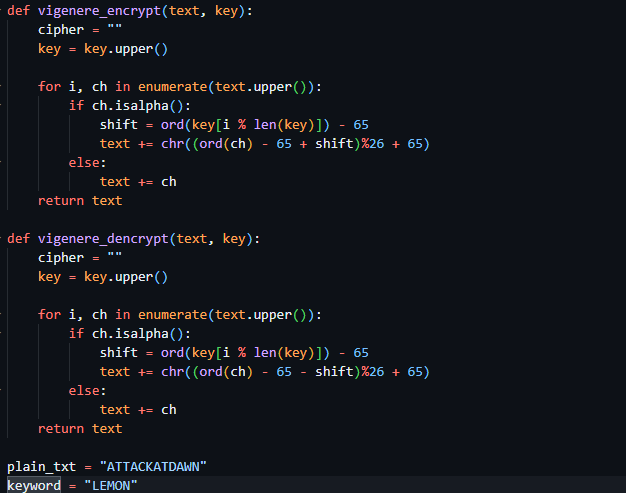 def vigenere_encrypt(text, key):
    cipher = ""
    key = key.upper()

    for i, ch in enumerate(text.upper()):
        if ch.isalpha():
            shift = ord(key[i % len(key)]) - 65
            text += chr((ord(ch) - 65 + shift)%26 + 65)
        else:
            text += ch
    return text

def vigenere_dencrypt(text, key):
    cipher = ""
    key = key.upper()

    for i, ch in enumerate(text.upper()):
        if ch.isalpha():
            shift = ord(key[i % len(key)]) - 65
            text += chr((ord(ch) - 65 - shift)%26 + 65)
        else:
            text += ch
    return text

plain_txt = "ATTACKATDAWN"
keyword = "LEMON"